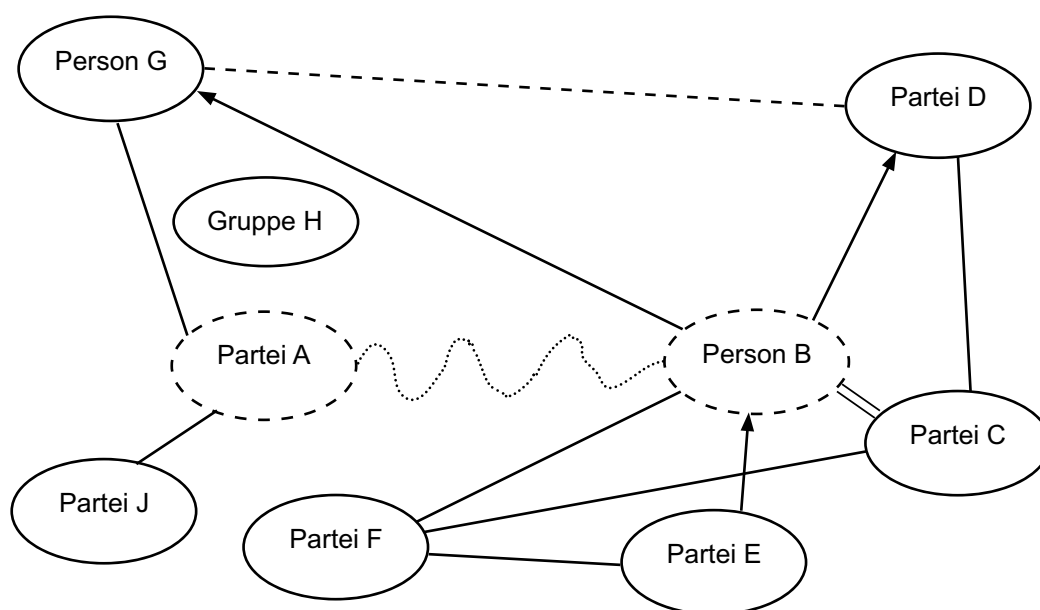 Person G
Partei D
Gruppe H
Partei A
Person B
Partei C
Partei J
Partei F
Partei E